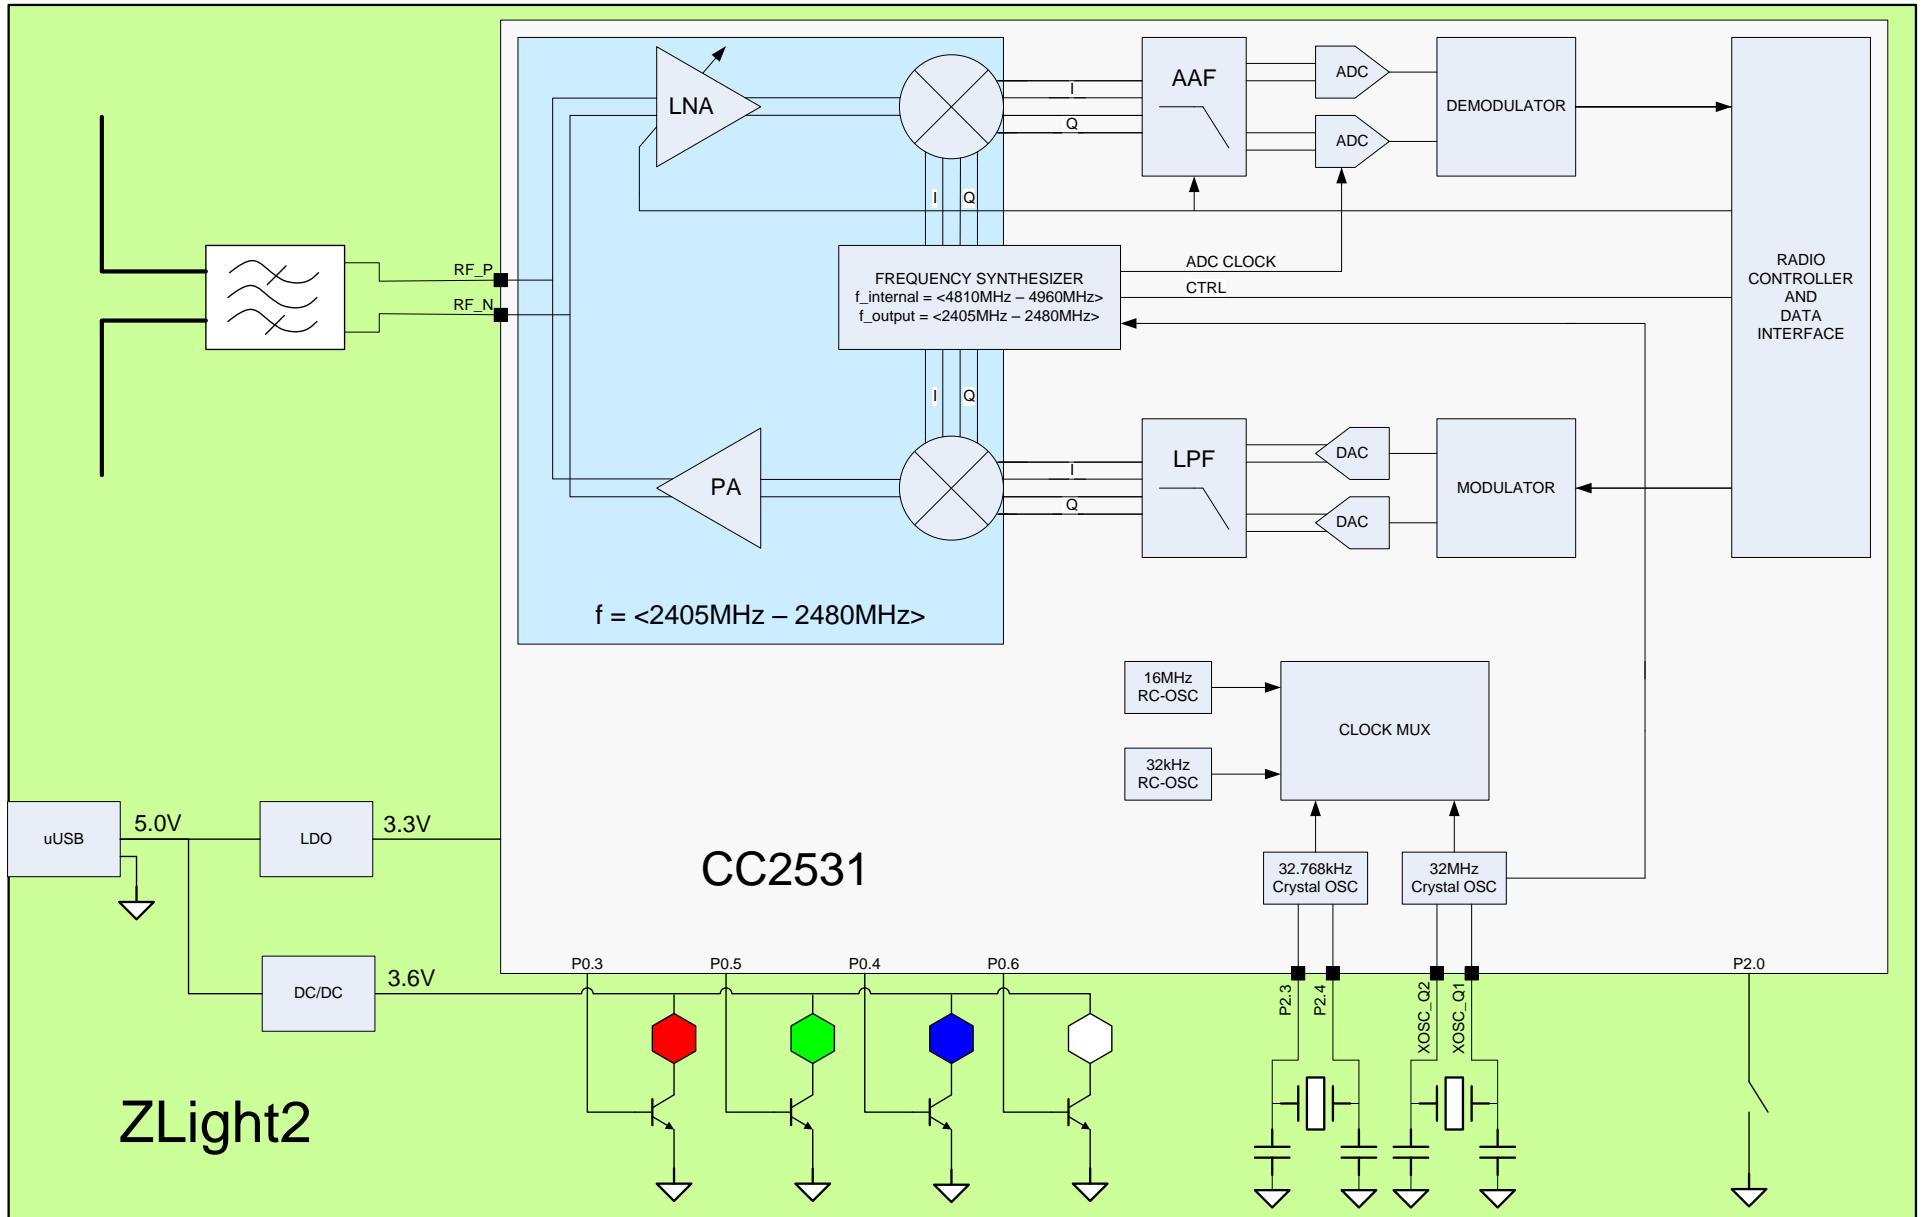 LNA
I
Q
AAF
ADC
ADC
DEMODULATOR
I
Q
RF_P
RF_N
FREQUENCY SYNTHESIZER
f_internal = <4810MHz – 4960MHz>
f_output = <2405MHz – 2480MHz>
ADC CLOCK
CTRL
RADIO
CONTROLLER
AND
DATA
INTERFACE
I
Q
PA
I
Q
LPF
DAC
DAC
MODULATOR
f = <2405MHz – 2480MHz>
16MHz
RC-OSC
32kHz
RC-OSC
CLOCK MUX
uUSB
5.0V
LDO
3.3V
CC2531
32.768kHz
Crystal OSC
32MHz
Crystal OSC
DC/DC
3.6V
P0.3
P0.5
P0.4
P0.6
P2.3
P2.4
XOSC_Q2
XOSC_Q1
P2.0
ZLight2